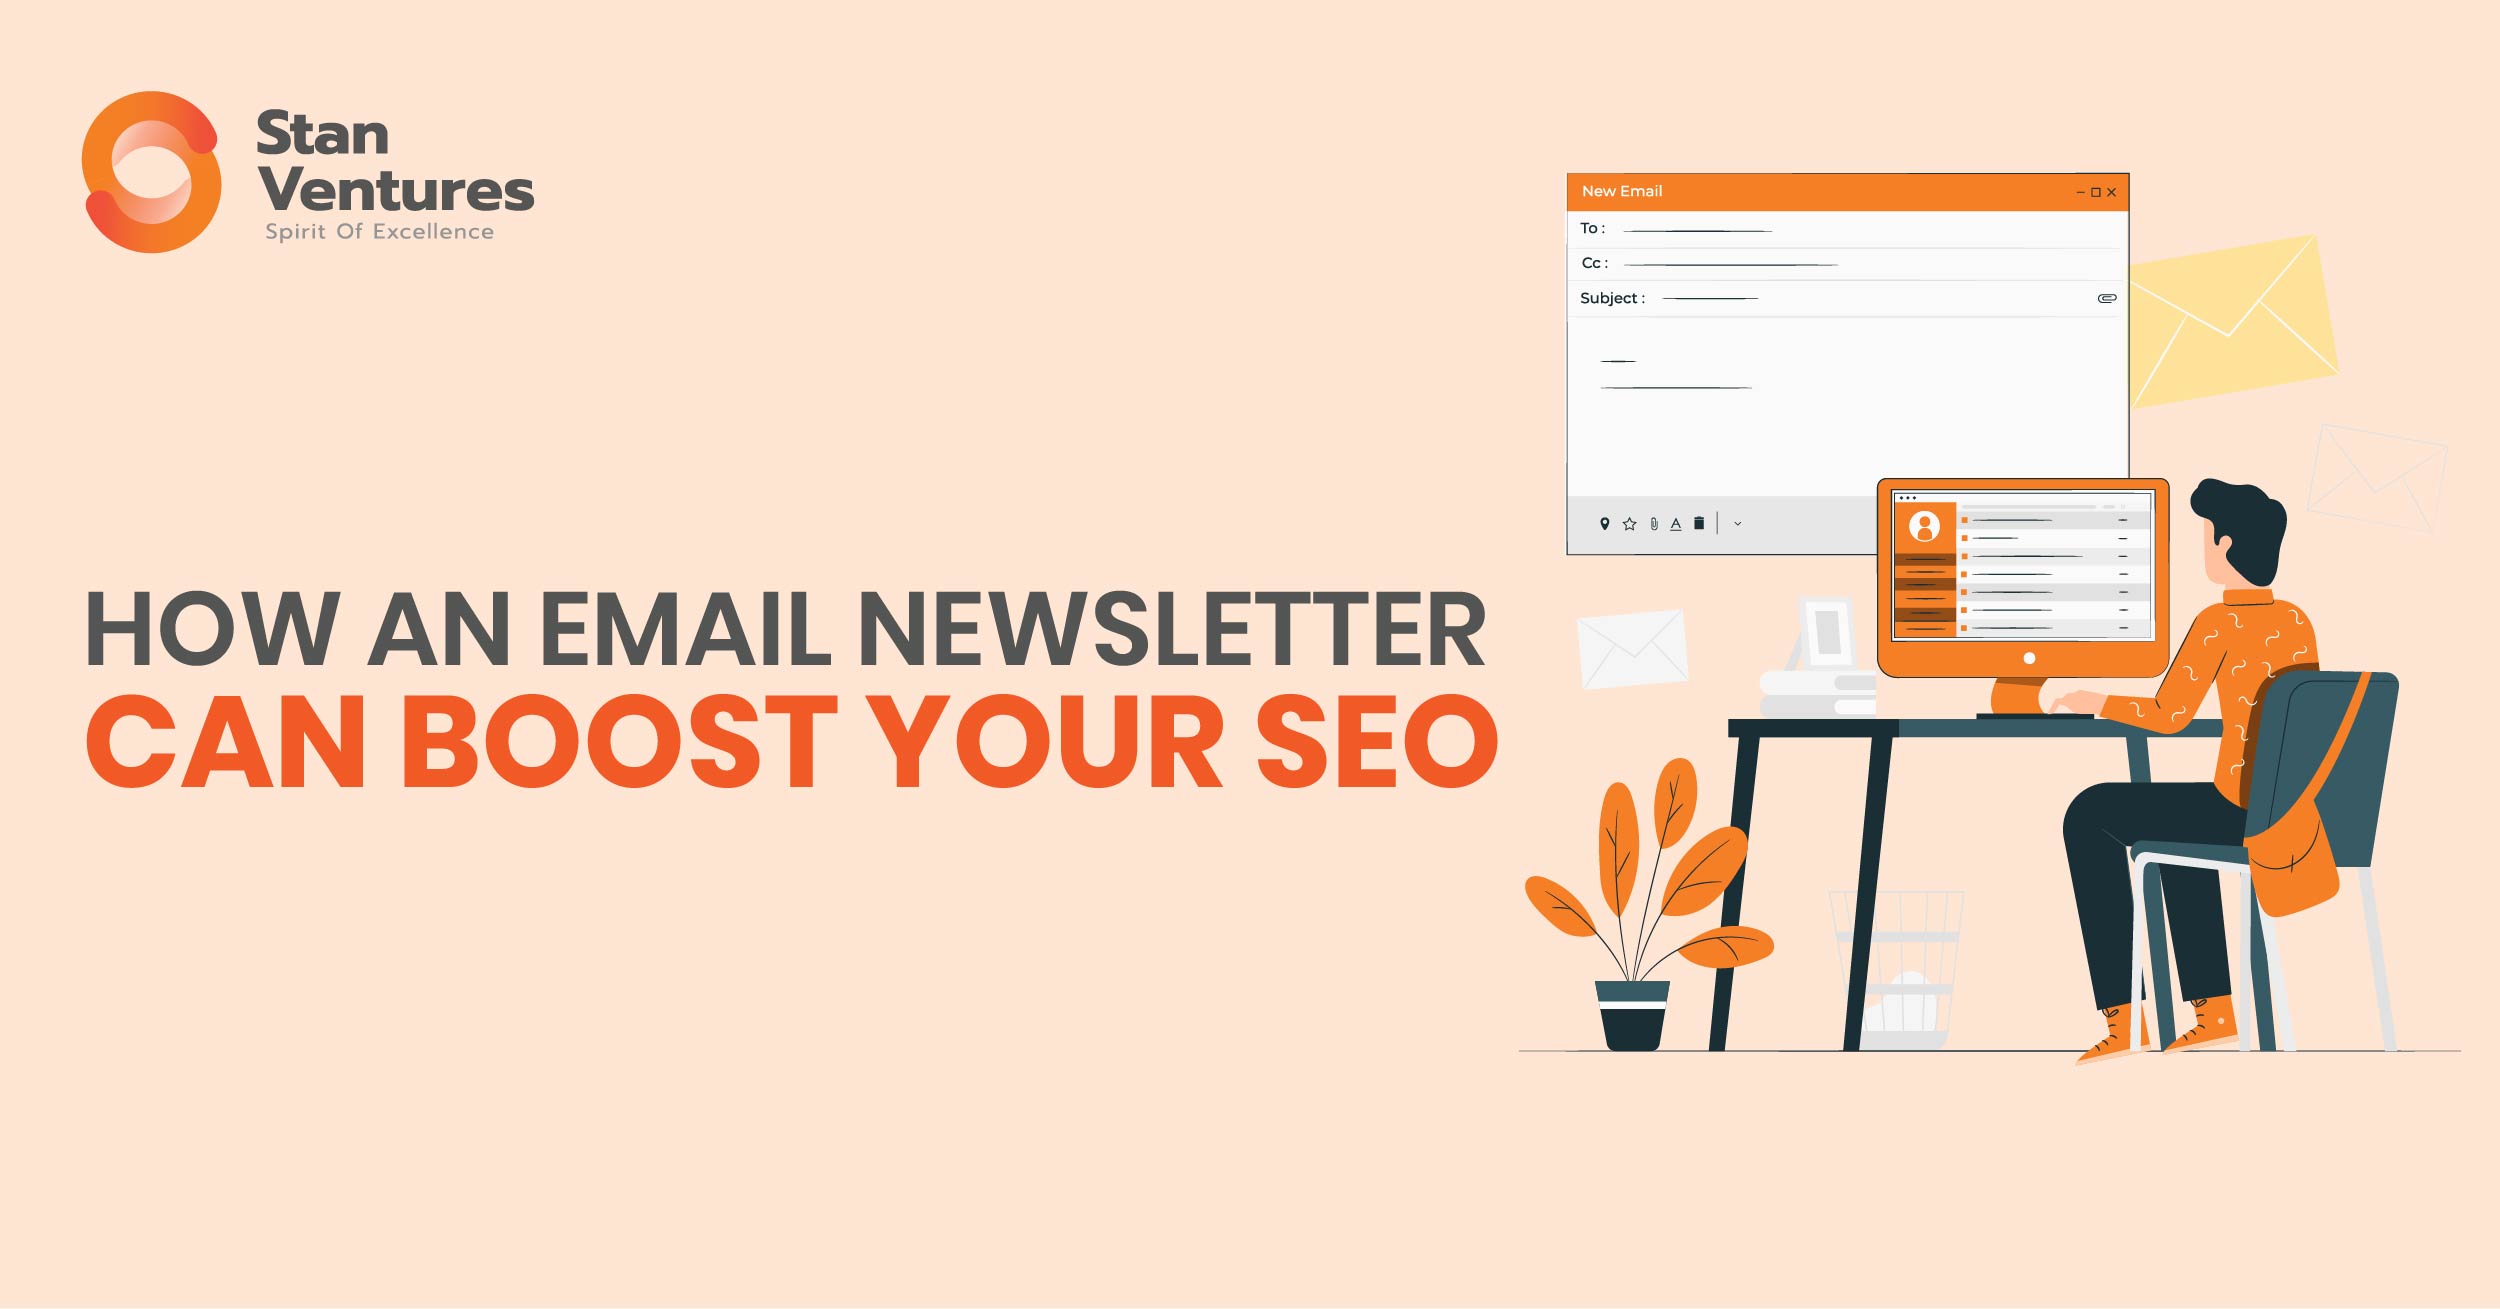 Stan
Ventures
Spirit Of Excellence
HOW AN EMAIL NEWSLETTER
CAN BOOST YOUR SEO
New Email
To :
Cc :
Subject :
A